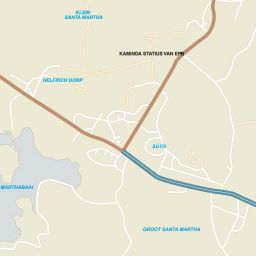 KLEIN
SANTA MARTHA
KAMINDA STATIUS VAN EPS
HELFRICH DORP
SOTO
MARTHABAAI
GROOT SANTA MARTHA